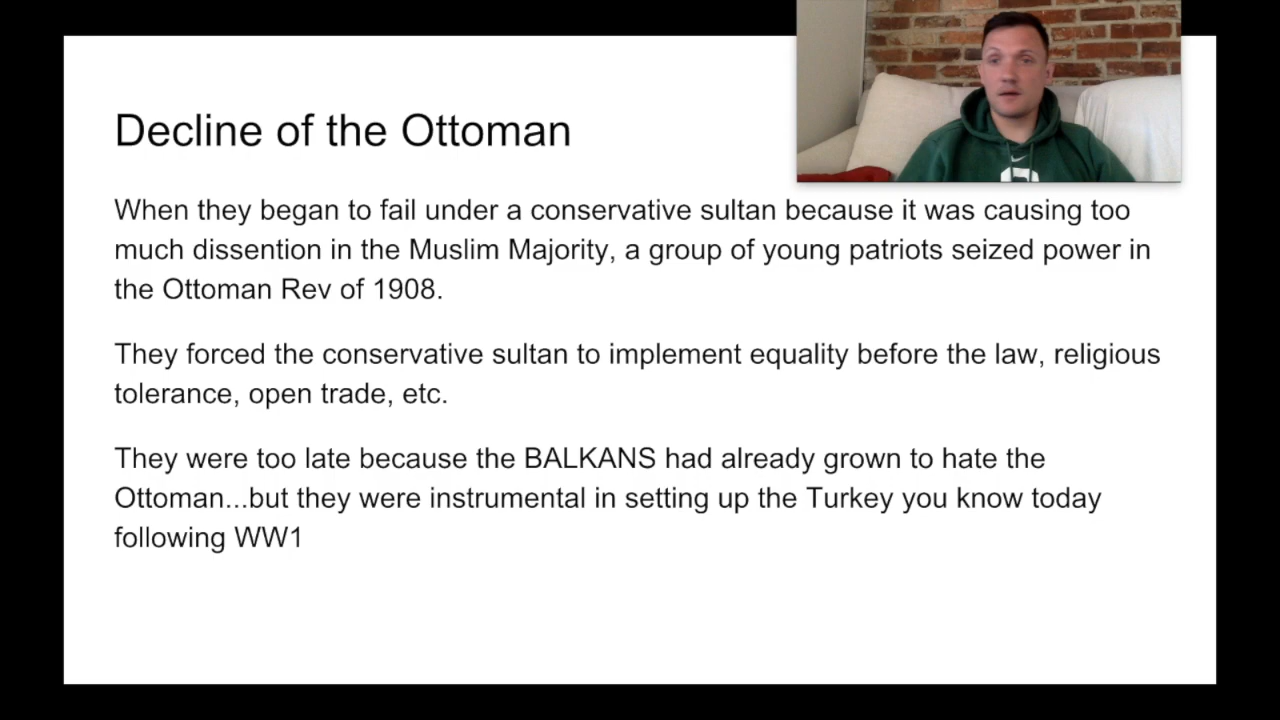 Decline of the Ottoman
When they began to fail under a conservative sultan because it was causing too
much dissention in the Muslim Majority, a group of young patriots seized power in
the Ottoman Rev of 1908.
They forced the conservative sultan to implement equality before the law, religious
tolerance, open trade, etc.
They were too late because the BALKANS had already grown to hate the
Ottoman...but they were instrumental in setting up the Turkey you know today
following WW1